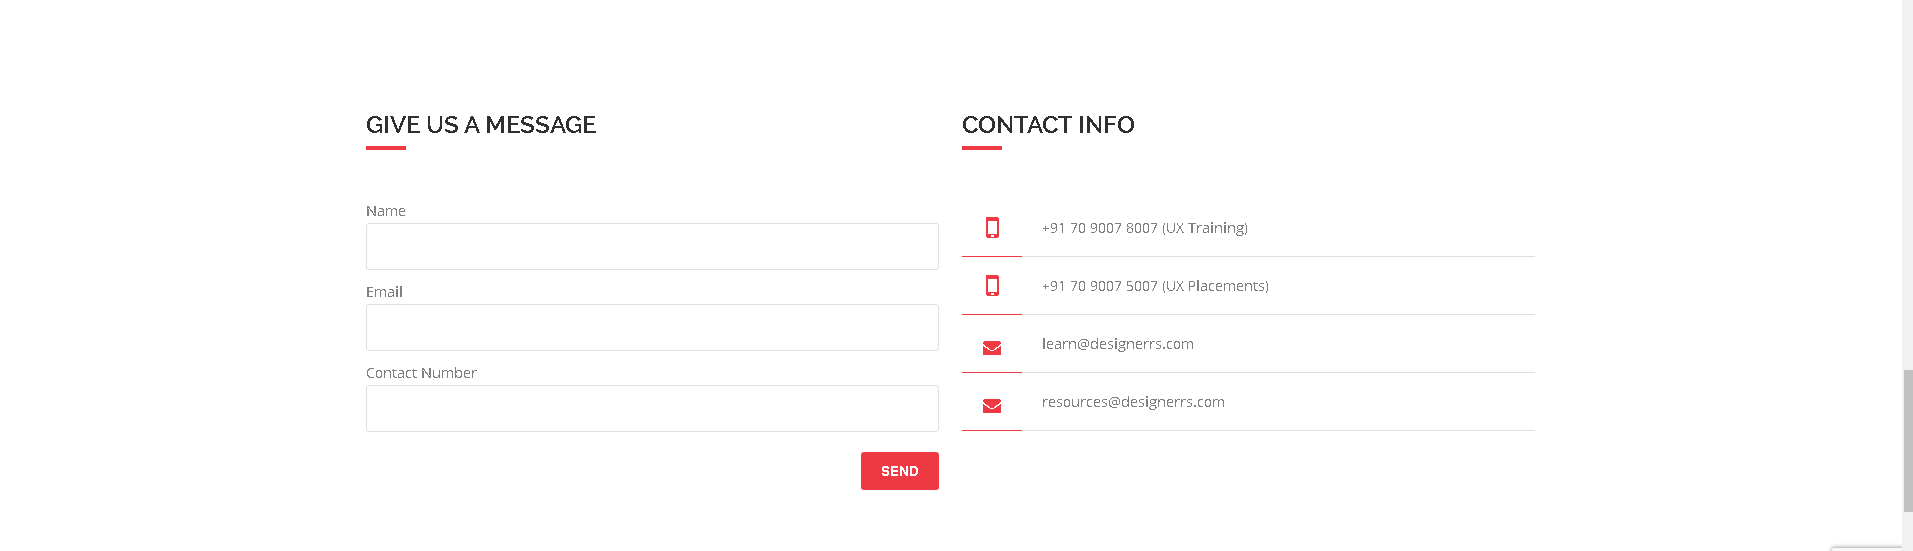 GIVE US A MESSAGE
Name
Email
Contact Number
SEND
CONTACT INFO
+91 70 9007 8007 (UX Training)
+91 70 9007 5007 (UX Placements)
learn@designerrs.com
resources@designerrs.com